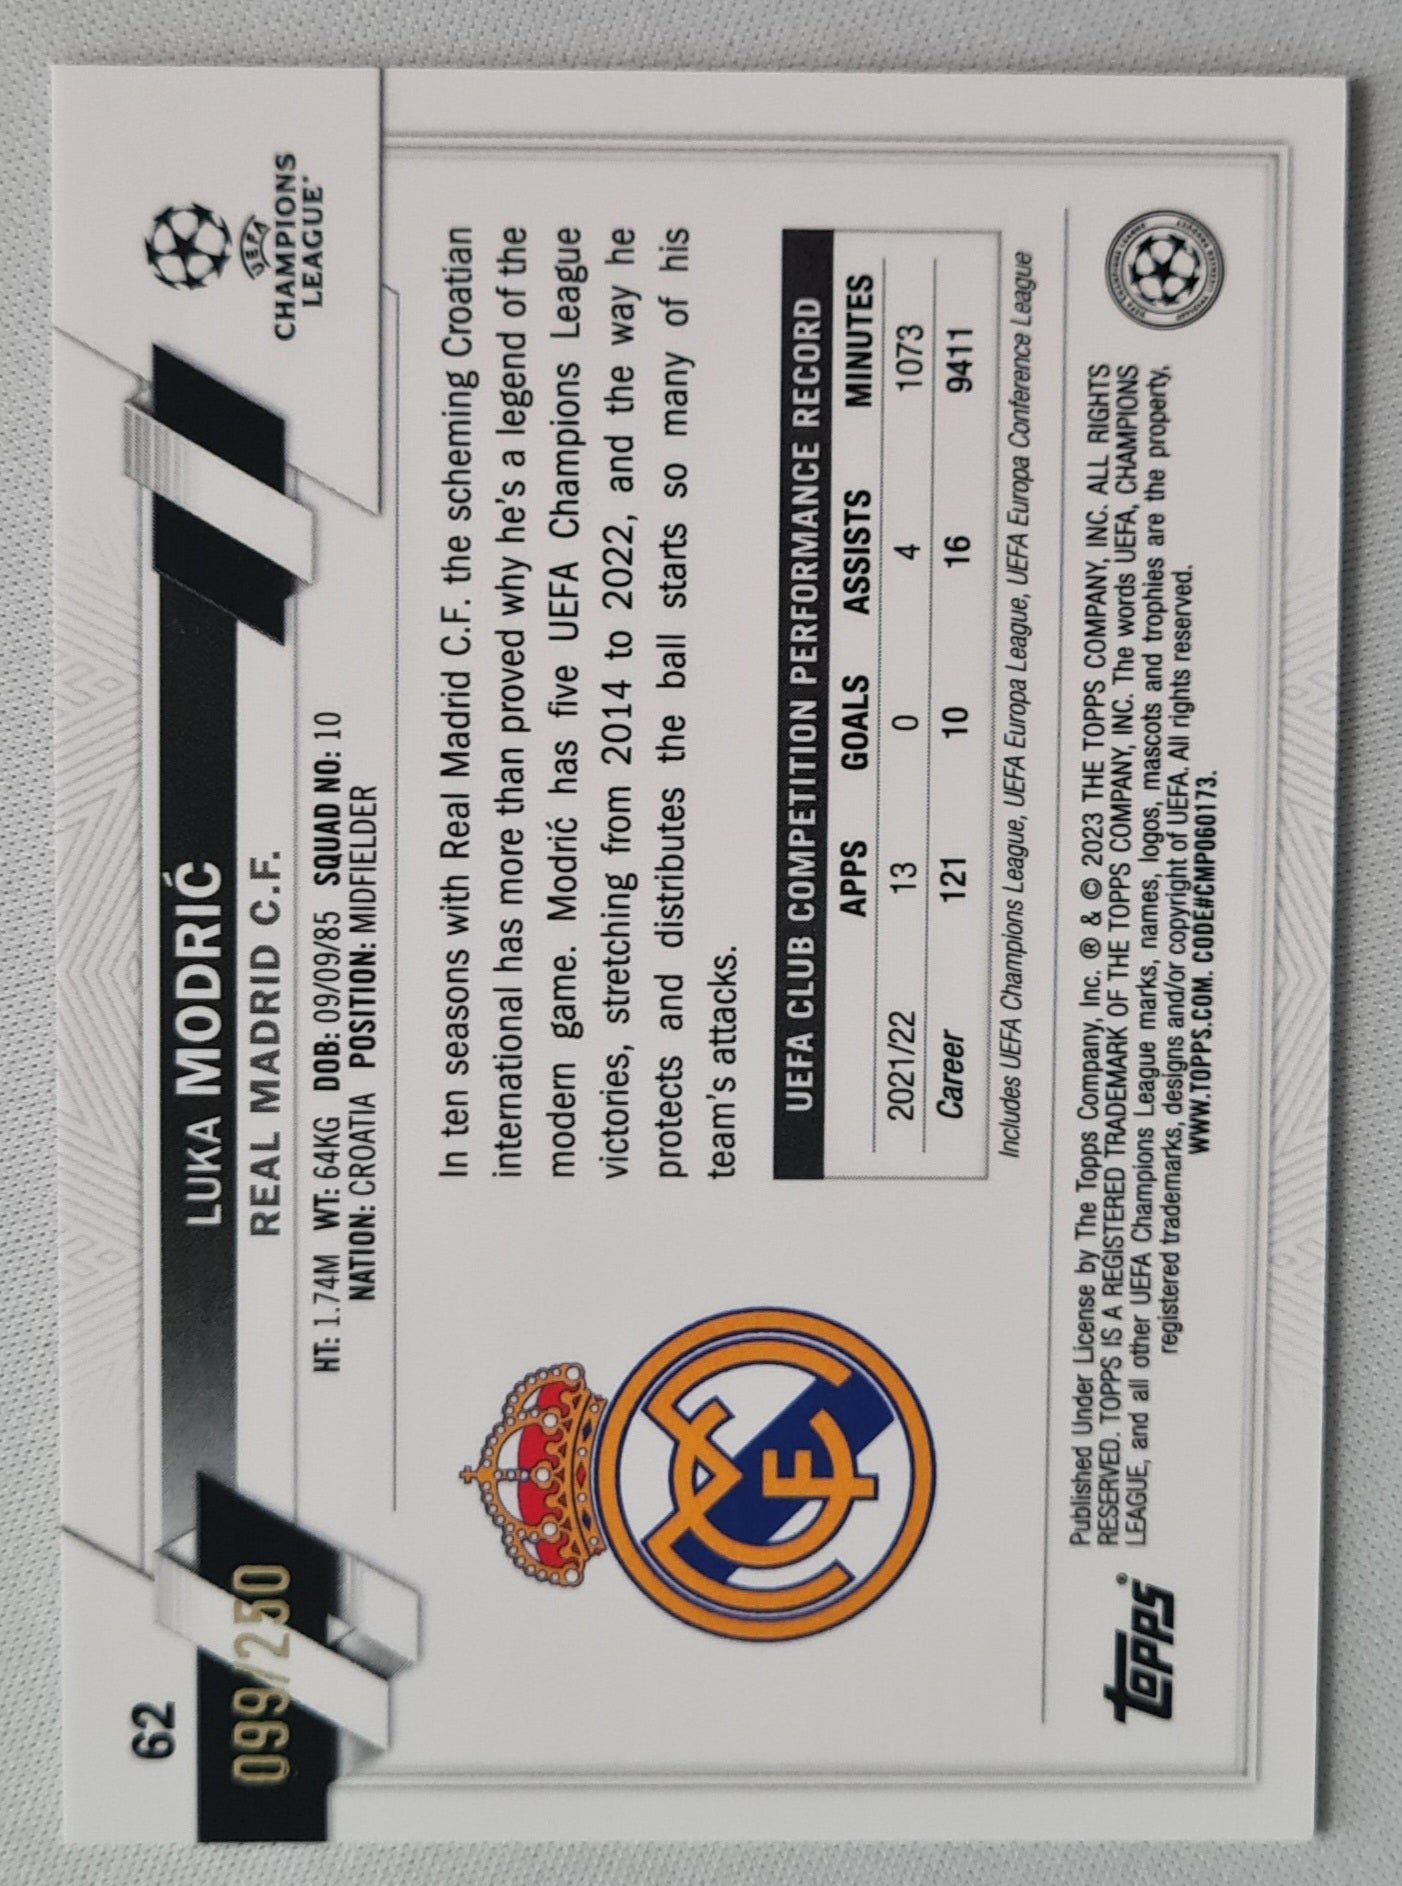 62
099/250
LUKA MODRIĆ
REAL MADRID C.F.
HT: 1.74M WT: 64KG DOB: 09/09/85 SQUAD NO: 10
NATION: CROATIA POSITION: MIDFIELDER
UEFA
CHAMPIONS
LEAGUE®
In ten seasons with Real Madrid C.F. the scheming Croatian
international has more than proved why he's a legend of the
modern game. Modrić has five UEFA Champions League
victories, stretching from 2014 to 2022, and the way he
protects and distributes the ball starts so many of his
team's attacks.
UEFA CLUB COMPETITION PERFORMANCE RECORD
APPS GOALS ASSISTS MINUTES
2021/22 13 0 4 1073
Career 121 10 16 9411
Includes UEFA Champions League, UEFA Europa League, UEFA Europa Conference League
topps®
Published Under License by The Topps Company, Inc. ® & © 2023 THE TOPPS COMPANY, INC. ALL RIGHTS
RESERVED. TOPPS IS A REGISTERED TRADEMARK OF THE TOPPS COMPANY, INC. The words UEFA, CHAMPIONS
LEAGUE, and all other UEFA Champions League marks, names, logos, mascots and trophies are the property,
registered trademarks, designs and/or copyright of UEFA. All rights reserved.
WWW.TOPPS.COM. CODE#CMP060173.